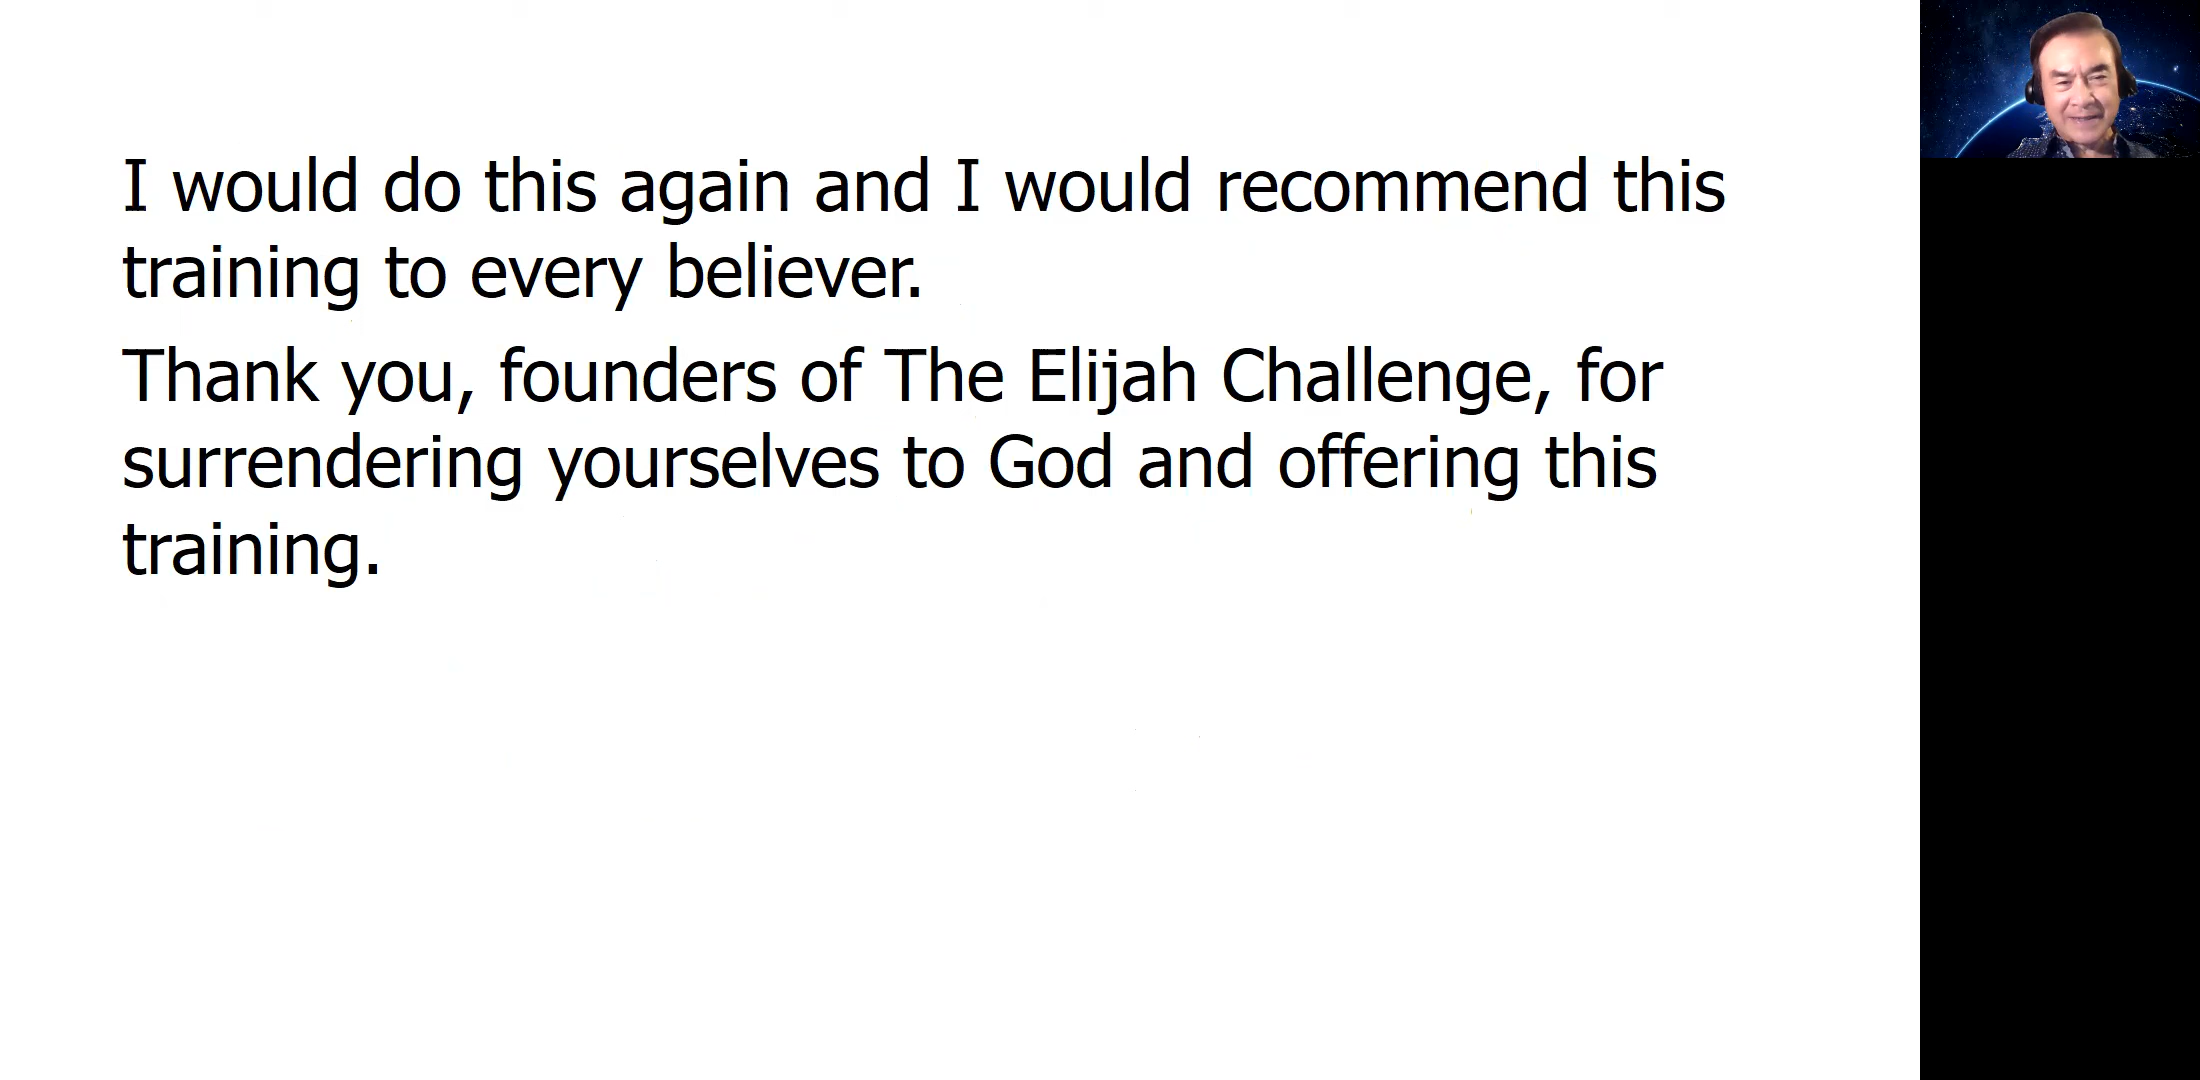 I would do this again and I would recommend this
training to every believer.
Thank you, founders of The Elijah Challenge, for
surrendering yourselves to God and offering this
training.